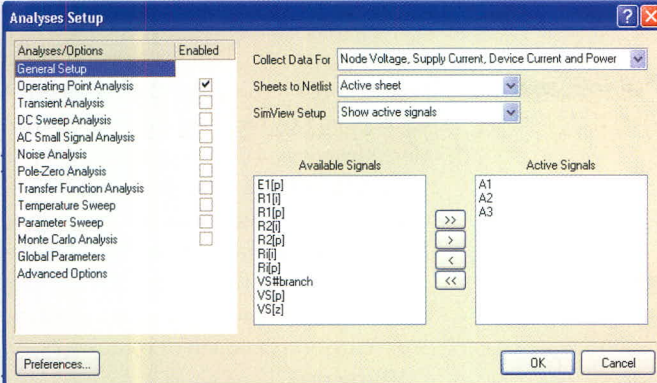 Analyses Setup
Analyses/Options Enabled
General Setup
Operating Point Analysis
Transient Analysis
DC Sweep Analysis
AC Small Signal Analysis
Noise Analysis
Pole-Zero Analysis
Transfer Function Analysis
Temperature Sweep
Parameter Sweep
Monte Carlo Analysis
Global Parameters
Advanced Options
Collect Data For Node Voltage, Supply Current, Device Current and Power
Sheets to Netlist Active sheet
SimView Setup Show active signals
Available Signals
E1[p]
R1[i]
R1[p]
R2[i]
R2[p]
Ri[i]
Ri[p]
VS#branch
VS[p]
VS[z]
>>
>
<
<<
Active Signals
A1
A2
A3
Preferences...
OK
Cancel